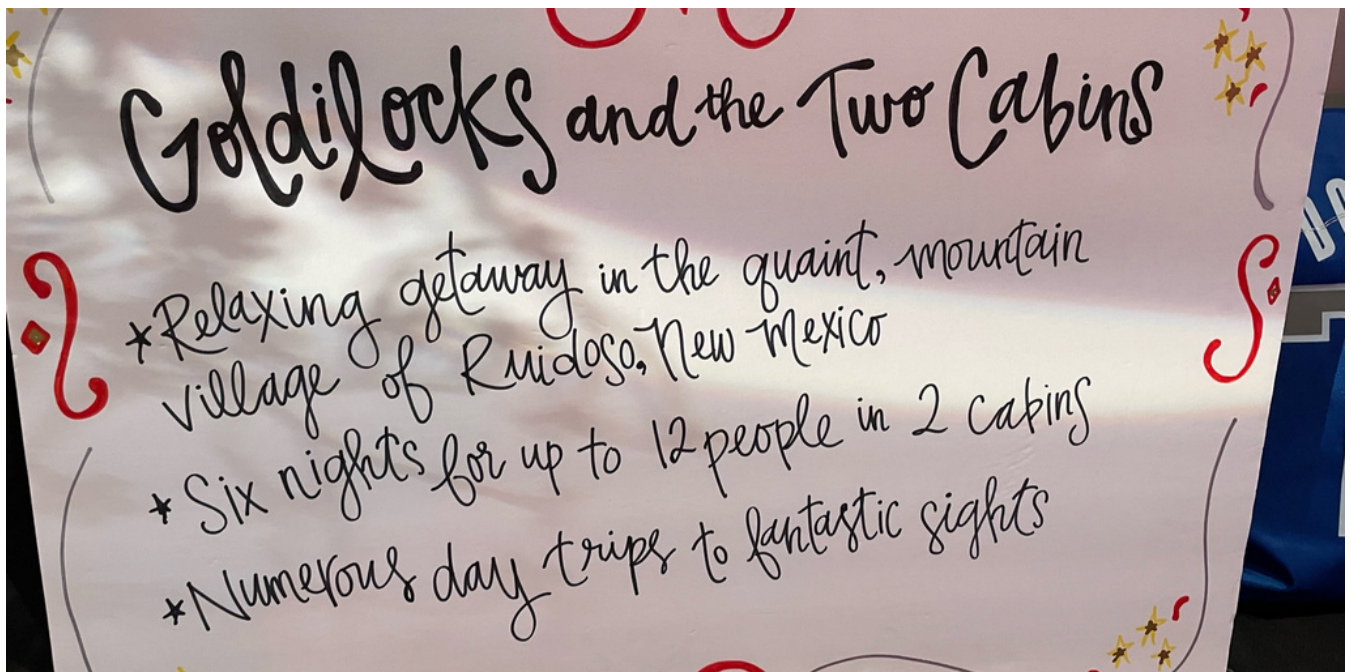 Goldilocks and the Two Cabins
*Relaxing getaway in the quaint, mountain
village of Ruidoso, New Mexico
*Six nights for up to 12 people in 2 cabins
*Numerous day trips to fantastic sights